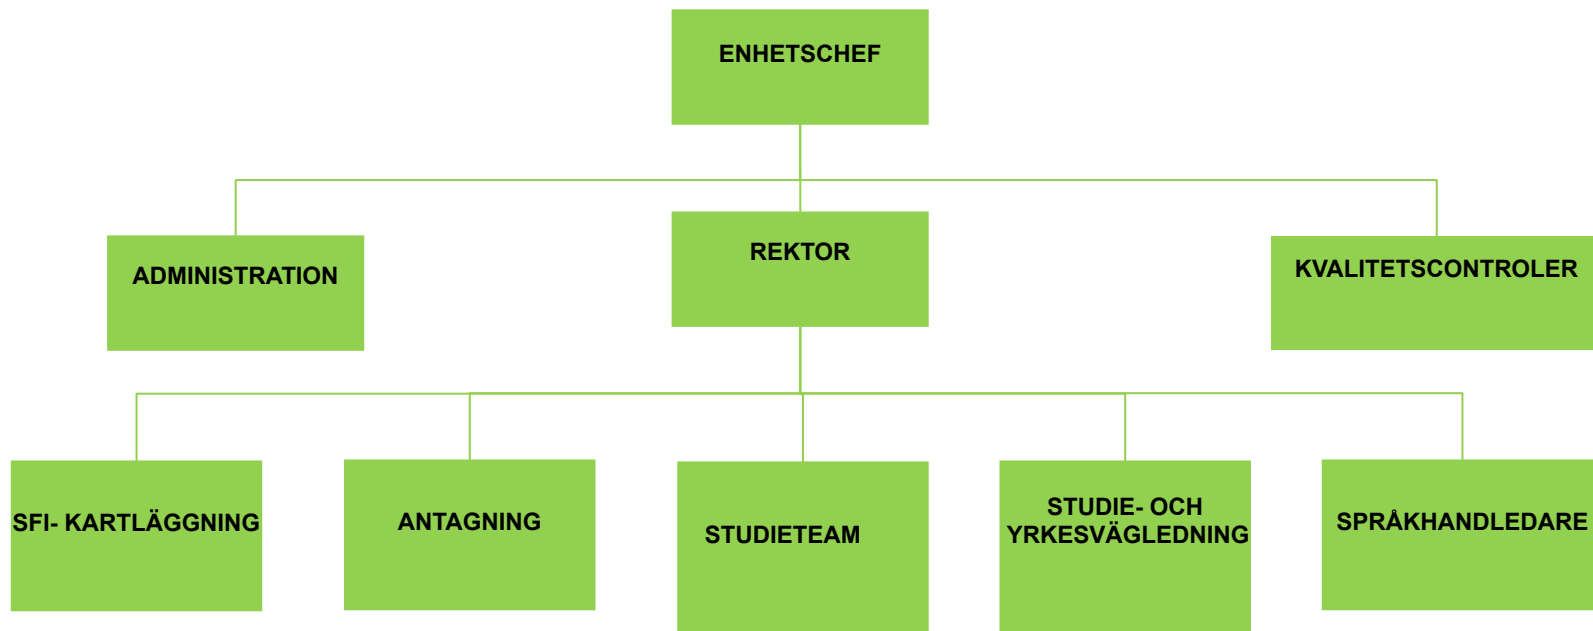 ENHETSCHEF
ADMINISTRATION
REKTOR
KVALITETSCONTROLER
SFI- KARTLÄGGNING
ANTAGNING
STUDIETEAM
STUDIE- OCH
YRKESVÄGLEDNING
SPRÅKHANDLEDARE